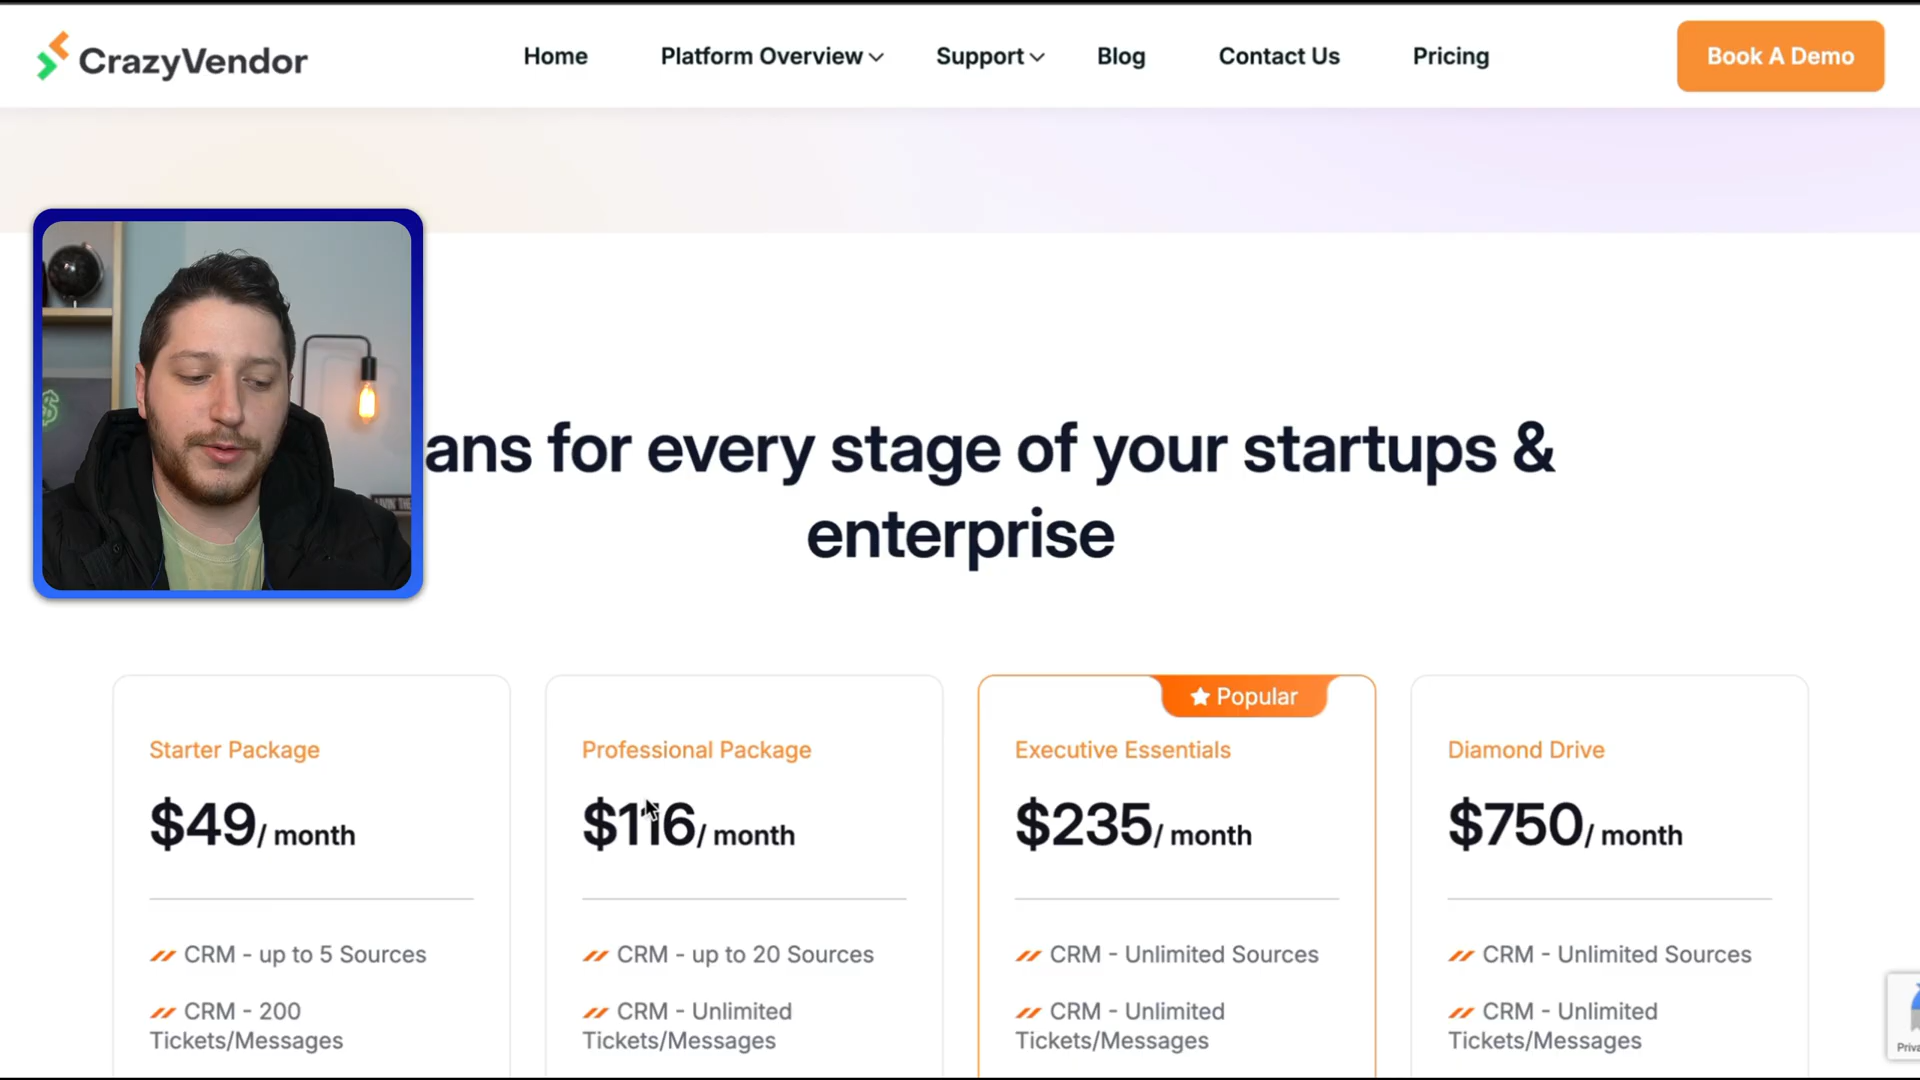 CrazyVendor
Home
Platform Overview
Support
Blog
Contact Us
Pricing
Book A Demo
ans for every stage of your startups &
enterprise
Starter Package
$49/ month
CRM - up to 5 Sources
CRM - 200
Tickets/Messages
Professional Package
$116/ month
CRM - up to 20 Sources
CRM - Unlimited
Tickets/Messages
Popular
Executive Essentials
$235/ month
CRM - Unlimited Sources
CRM - Unlimited
Tickets/Messages
Diamond Drive
$750/ month
CRM - Unlimited Sources
CRM - Unlimited
Tickets/Messages